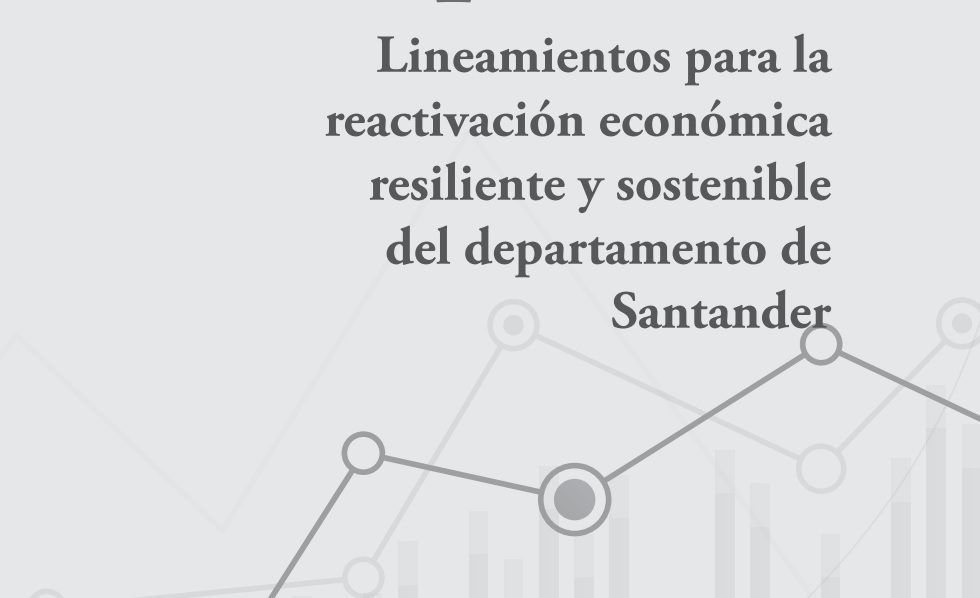 Lineamientos para la
reactivación económica
resiliente y sostenible
del departamento de
Santander